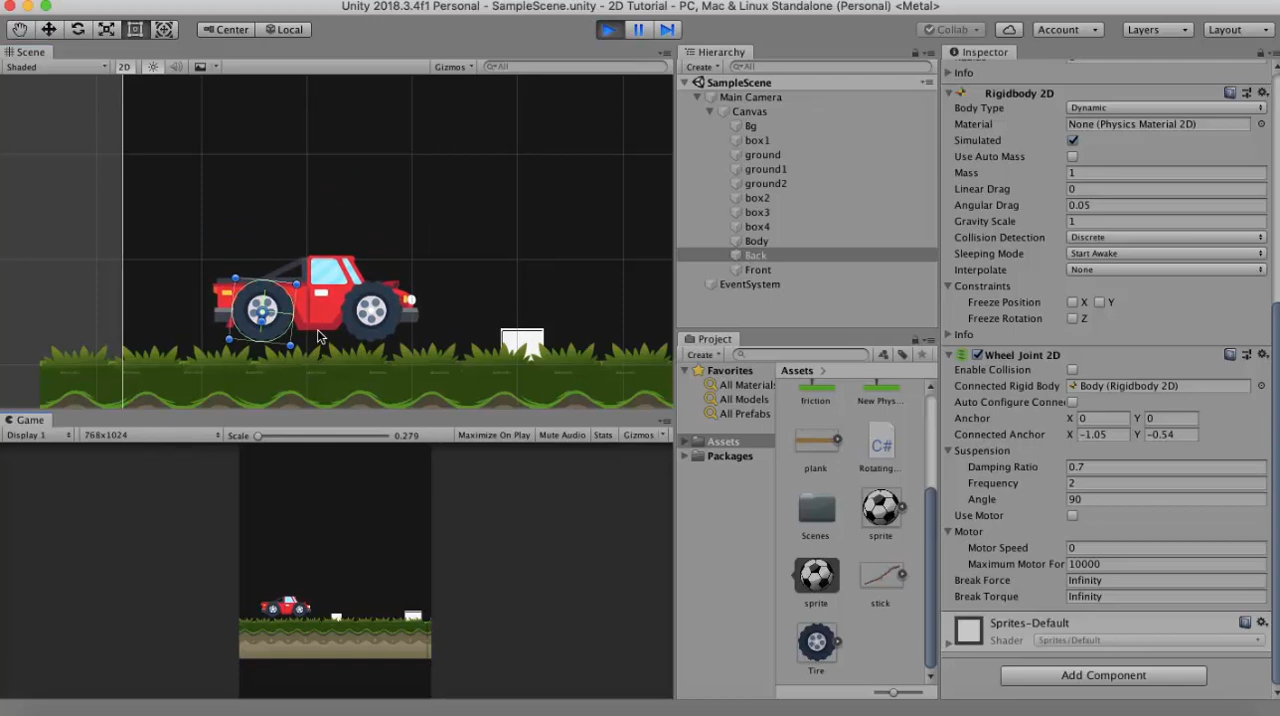 Unity 2018.3.4f1 Personal - SampleScene.unity - 2D Tutorial - PC, Mac & Linux Standalone (Personal) <Metal>
Center Local Collab Account Layers Layout
Scene
Shaded 2D Gizmos All
Game
Display 1 768x1024 Scale 0.279 Maximize On Play Mute Audio Stats Gizmos
Hierarchy
Create All
SampleScene
Main Camera
Canvas
Bg
box1
ground
ground1
ground2
box2
box3
box4
Body
Back
Front
EventSystem
Project
Create
Favorites
All Materials
All Models
All Prefabs
Assets
Packages
Assets
friction New Phys...
plank Rotating...
C#
Scenes sprite
sprite stick
Tire
Inspector
Info
Rigidbody 2D
Body Type Dynamic
Material None (Physics Material 2D)
Simulated
Use Auto Mass
Mass 1
Linear Drag 0
Angular Drag 0.05
Gravity Scale 1
Collision Detection Discrete
Sleeping Mode Start Awake
Interpolate None
Constraints
Freeze Position X Y
Freeze Rotation Z
Info
Wheel Joint 2D
Enable Collision
Connected Rigid Body Body (Rigidbody 2D)
Auto Configure Connec
Anchor X 0 Y 0
Connected Anchor X -1.05 Y -0.54
Suspension
Damping Ratio 0.7
Frequency 2
Angle 90
Use Motor
Motor
Motor Speed 0
Maximum Motor For 10000
Break Force Infinity
Break Torque Infinity
Sprites-Default
Shader Sprites/Default
Add Component